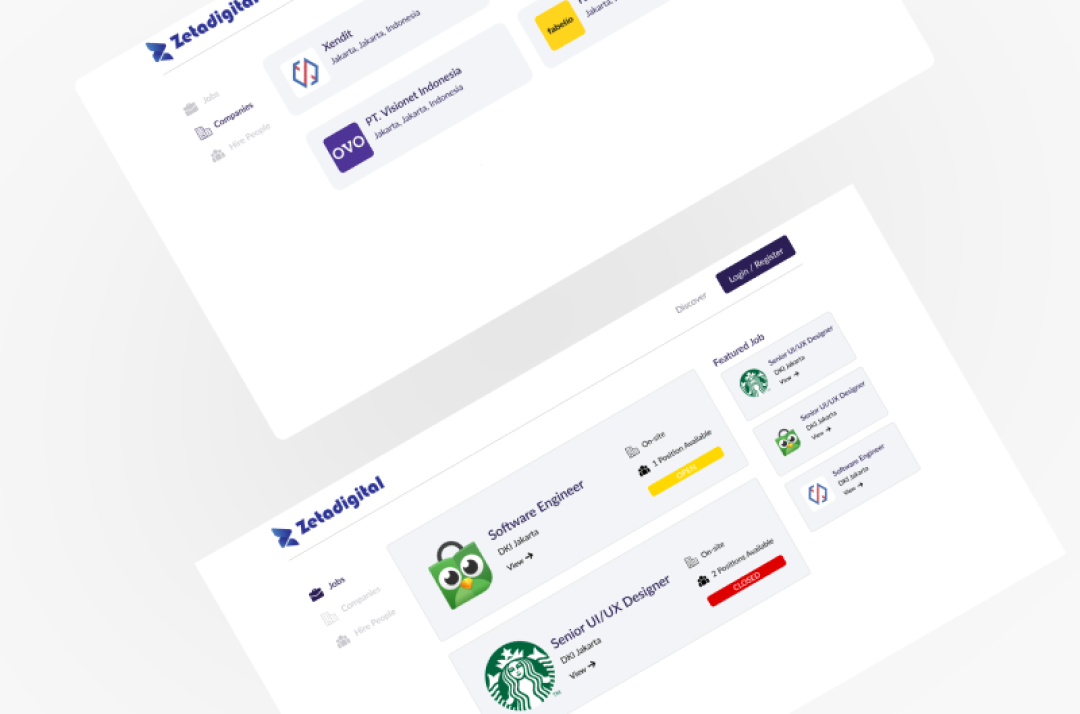 Zetadigital
Jobs
Companies
Hire People
Xendit
Jakarta, Jakarta, Indonesia
OVO
PT. Visionet Indonesia
Jakarta, Jakarta, Indonesia
fabelio
Jakarta,
Zetadigital
Discover
Login / Register
Jobs
Companies
Hire People
Software Engineer
DKI Jakarta
View
On-site
1 Position Available
OPEN
Senior UI/UX Designer
DKI Jakarta
View
On-site
2 Positions Available
CLOSED
TM
Featured Job
Senior UI/UX Designer
DKI Jakarta
View
Senior UI/UX Designer
DKI Jakarta
View
Software Engineer
DKI Jakarta
View